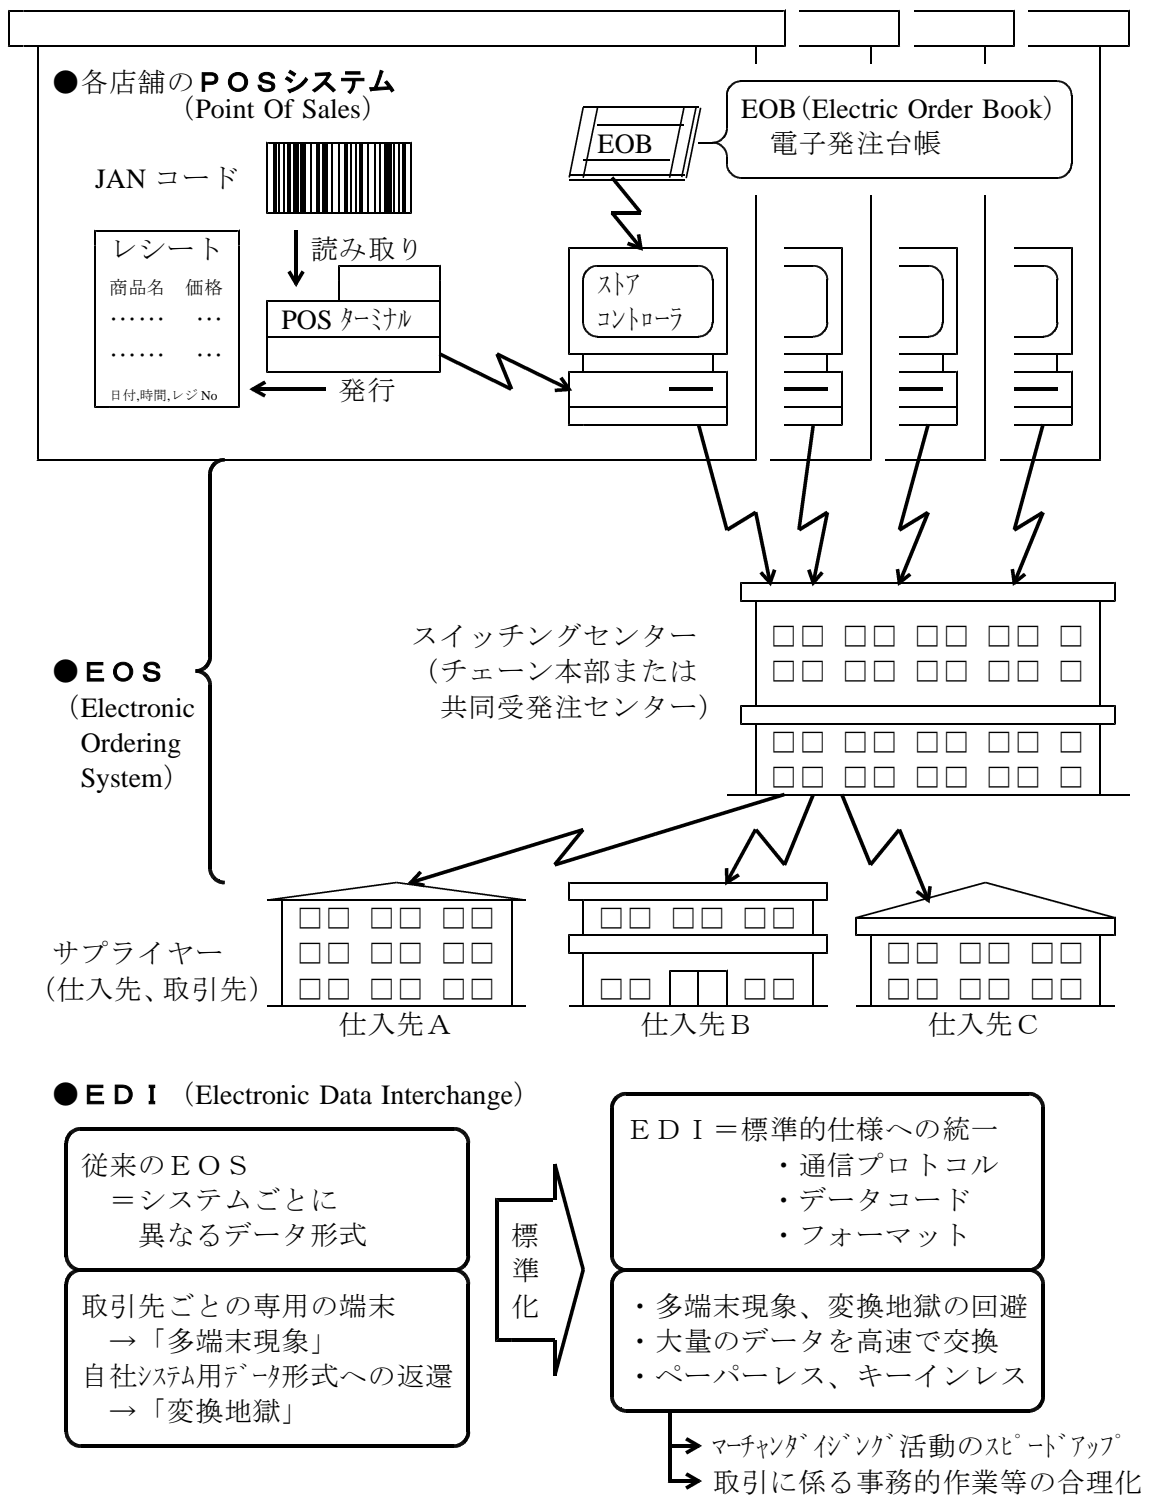 ●各店舗のPOSシステム
(Point Of Sales)
EOB(Electric Order Book)
電子発注台帳
EOB
JAN コード
レシート
商品名 価格
…… …
…… …
日付,時間,レジNo
読み取り
POS ターミナル
発行
ストア
コントローラ
スイッチングセンター
(チェーン本部または
共同受発注センター)
●EOS
(Electronic
Ordering
System)
サプライヤー
(仕入先、取引先)
仕入先A
仕入先B
仕入先C
●EDI (Electronic Data Interchange)
従来のEOS
=システムごとに
異なるデータ形式
取引先ごとの専用の端末
→「多端末現象」
自社システム用データ形式への返還
→「変換地獄」
標
準
化
EDI=標準的仕様への統一
・通信プロトコル
・データコード
・フォーマット
・多端末現象、変換地獄の回避
・大量のデータを高速で交換
・ペーパーレス、キーインレス
マーチャンダイジング活動のスピードアップ
取引に係る事務的作業等の合理化